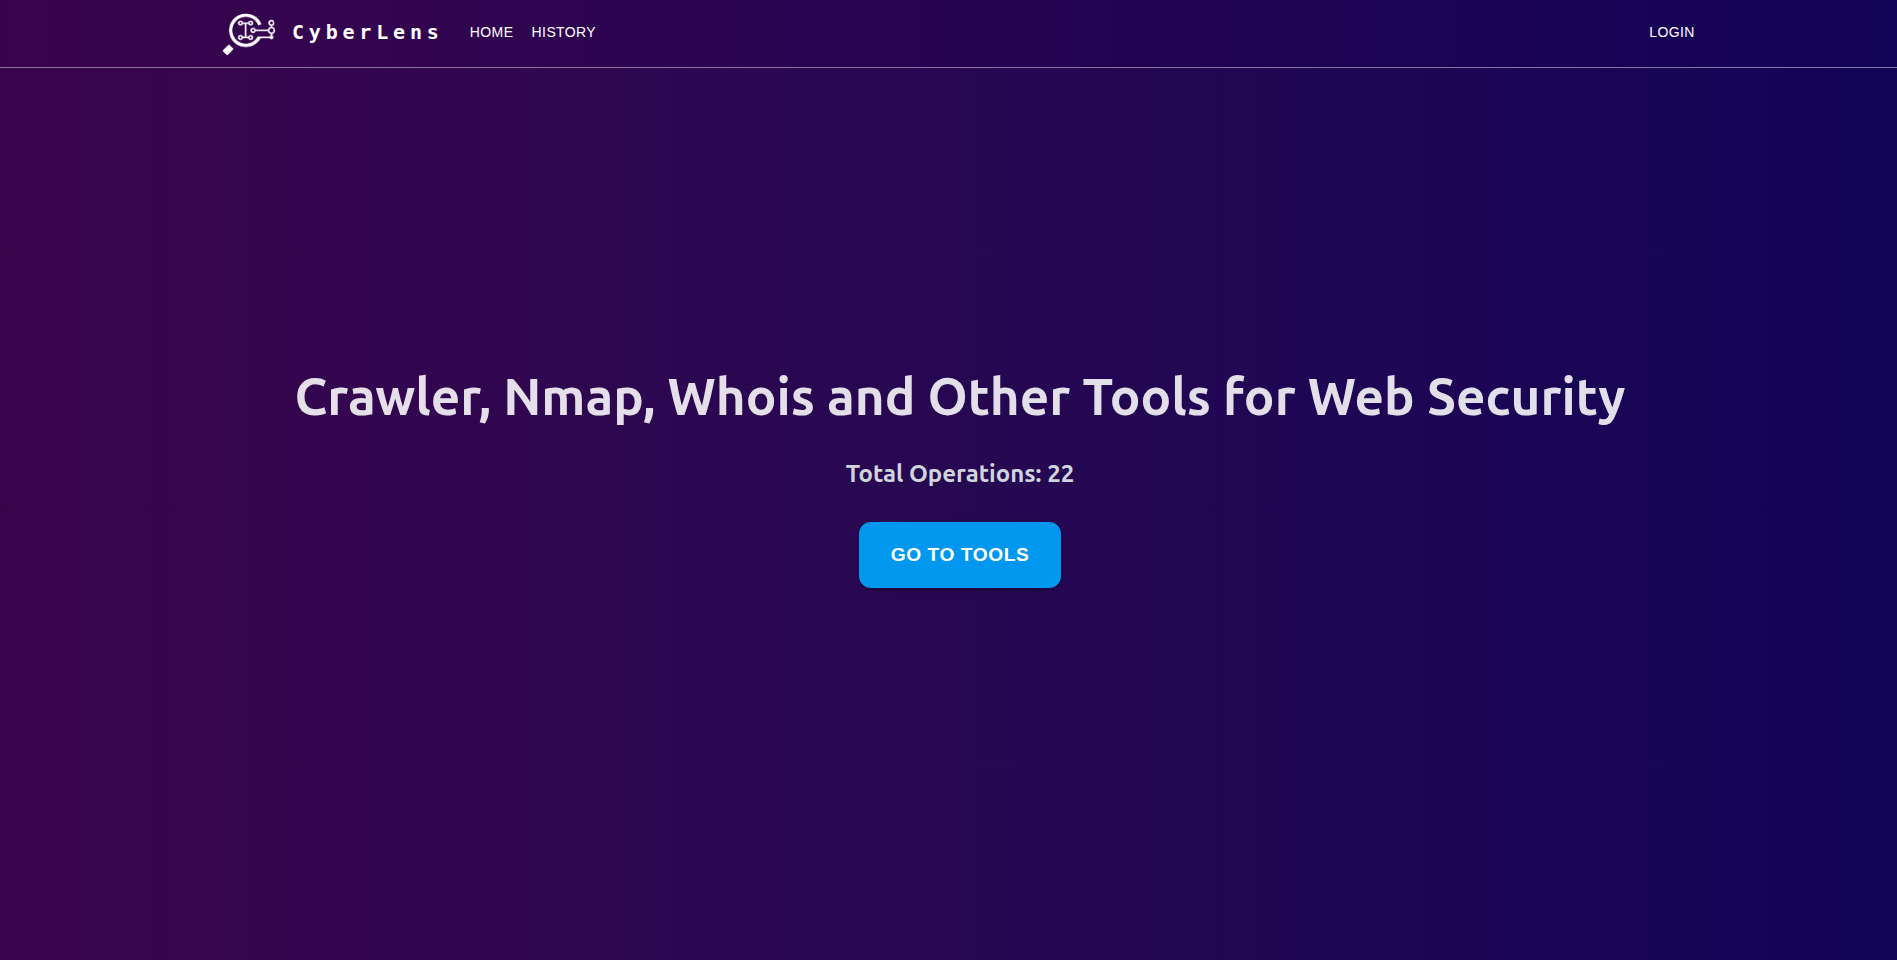 CyberLens HOME HISTORY LOGIN
Crawler, Nmap, Whois and Other Tools for Web Security
Total Operations: 22
GO TO TOOLS